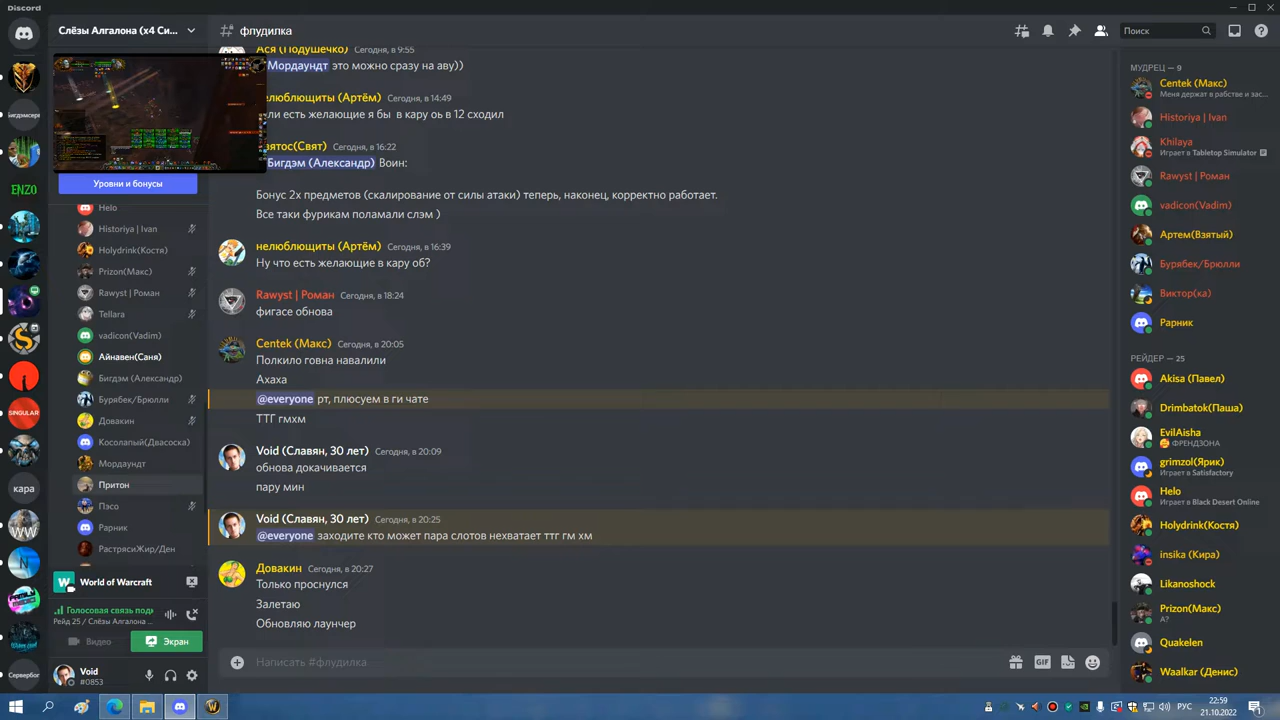 Discord
Слёзы Алгалона (x4 Си...
флудилка
Поиск
Уровни и бонусы
Helo
Historiya | Ivan
Holydrink(Костя)
Prizon(Макс)
Rawyst | Роман
Tellara
vadicon(Vadim)
Айнавен(Саня)
Бигдэм (Александр)
Бурябек/Брюлли
Довакин
Косолапый(Двасоска)
Мордаундт
Притон
Пэсо
Рарник
РастрясиЖир/Ден
World of Warcraft
Голосовая связь подк
Рейд 25 / Слёзы Алгалона ...
Видео
Экран
Void
#0853
ENZO
SINGULAR
кара
WW
Сервербог
Ася (Подушечко) Сегодня, в 9:55
Мордаундт это можно сразу на аву))
нелюблющиты (Артём) Сегодня, в 14:49
ли есть желающие я бы в кару оь в 12 сходил
вятос(Свят) Сегодня, в 16:22
Бигдэм (Александр) Воин:
Бонус 2х предметов (скалирование от силы атаки) теперь, наконец, корректно работает.
Все таки фурикам поламали слэм )
нелюблющиты (Артём) Сегодня, в 16:39
Ну что есть желающие в кару об?
Rawyst | Роман Сегодня, в 18:24
фигасе обнова
Centek (Макс) Сегодня, в 20:05
Полкило говна навалили
Ахаха
@everyone рт, плюсуем в ги чате
ТТГ гмхм
Void (Славян, 30 лет) Сегодня, в 20:09
обнова докачивается
пару мин
Void (Славян, 30 лет) Сегодня, в 20:25
@everyone заходите кто может пара слотов нехватает ттг гм хм
Довакин Сегодня, в 20:27
Только проснулся
Залетаю
Обновляю лаунчер
Написать #флудилка
GIF
МУДРЕЦ — 9
Centek (Макс)
Меня держат в рабстве и зас...
Historiya | Ivan
Khilaya
Играет в Tabletop Simulator
Rawyst | Роман
vadicon(Vadim)
Артем(Взятый)
Бурябек/Брюлли
Виктор(ка)
Рарник
РЕЙДЕР — 25
Akisa (Павел)
Drimbatok(Паша)
EvilAisha
ФРЕНДЗОНА
grimzol(Ярик)
Играет в Satisfactory
Helo
Играет в Black Desert Online
Holydrink(Костя)
insika (Кира)
Likanoshock
Prizon(Макс)
А?
Quakelen
Waalkar (Денис)
РУС
22:59
21.10.2022